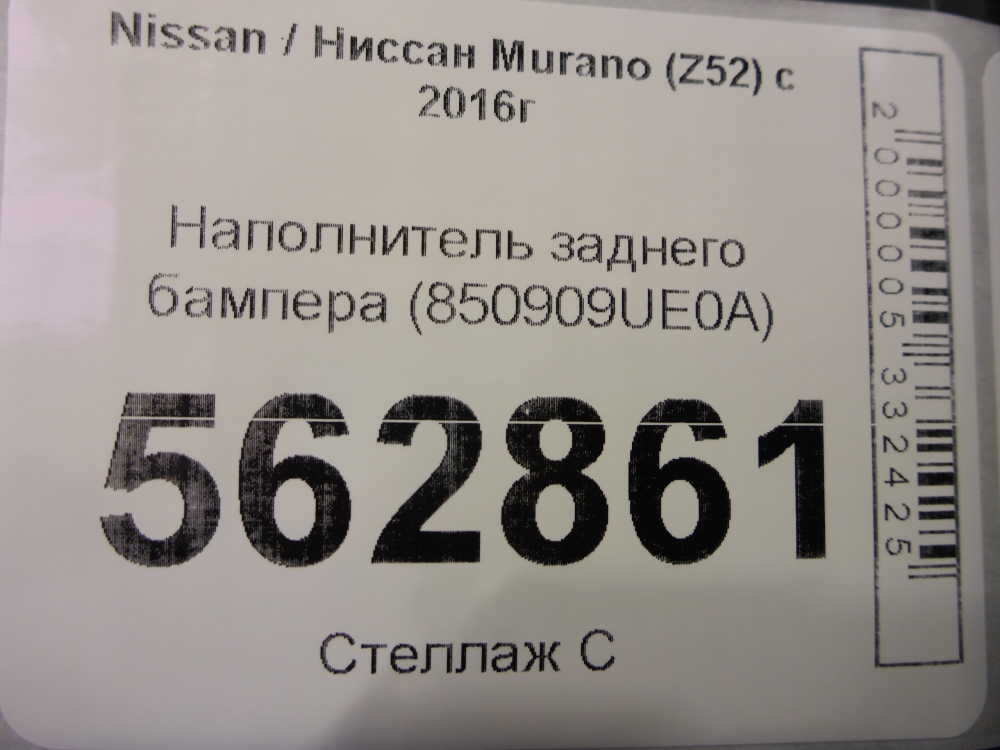 Nissan / Ниссан Murano (Z52) с
2016г
Наполнитель заднего
бампера (850909UE0A)
562861
Стеллаж С
2000005332425